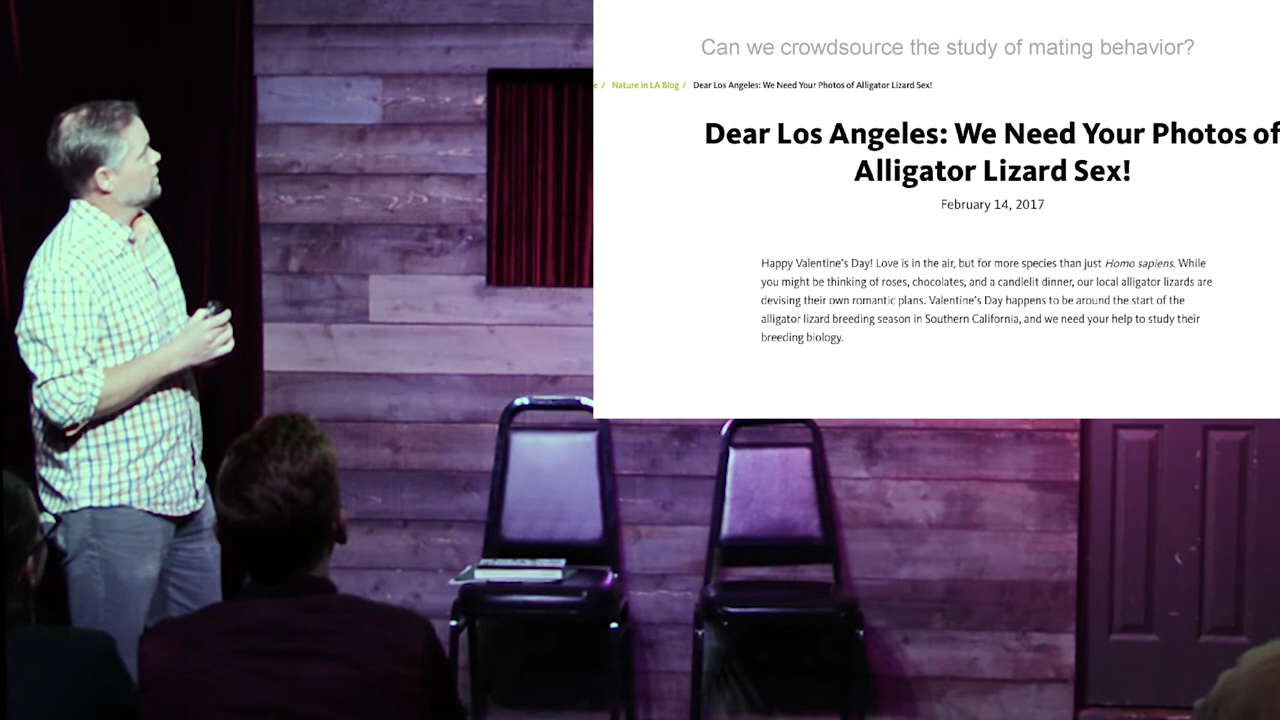 Can we crowdsource the study of mating behavior?
e / Nature in LA Blog / Dear Los Angeles: We Need Your Photos of Alligator Lizard Sex!
Dear Los Angeles: We Need Your Photos of
Alligator Lizard Sex!
February 14, 2017
Happy Valentine's Day! Love is in the air, but for more species than just Homo sapiens. While
you might be thinking of roses, chocolates, and a candlelit dinner, our local alligator lizards are
devising their own romantic plans. Valentine's Day happens to be around the start of the
alligator lizard breeding season in Southern California, and we need your help to study their
breeding biology.